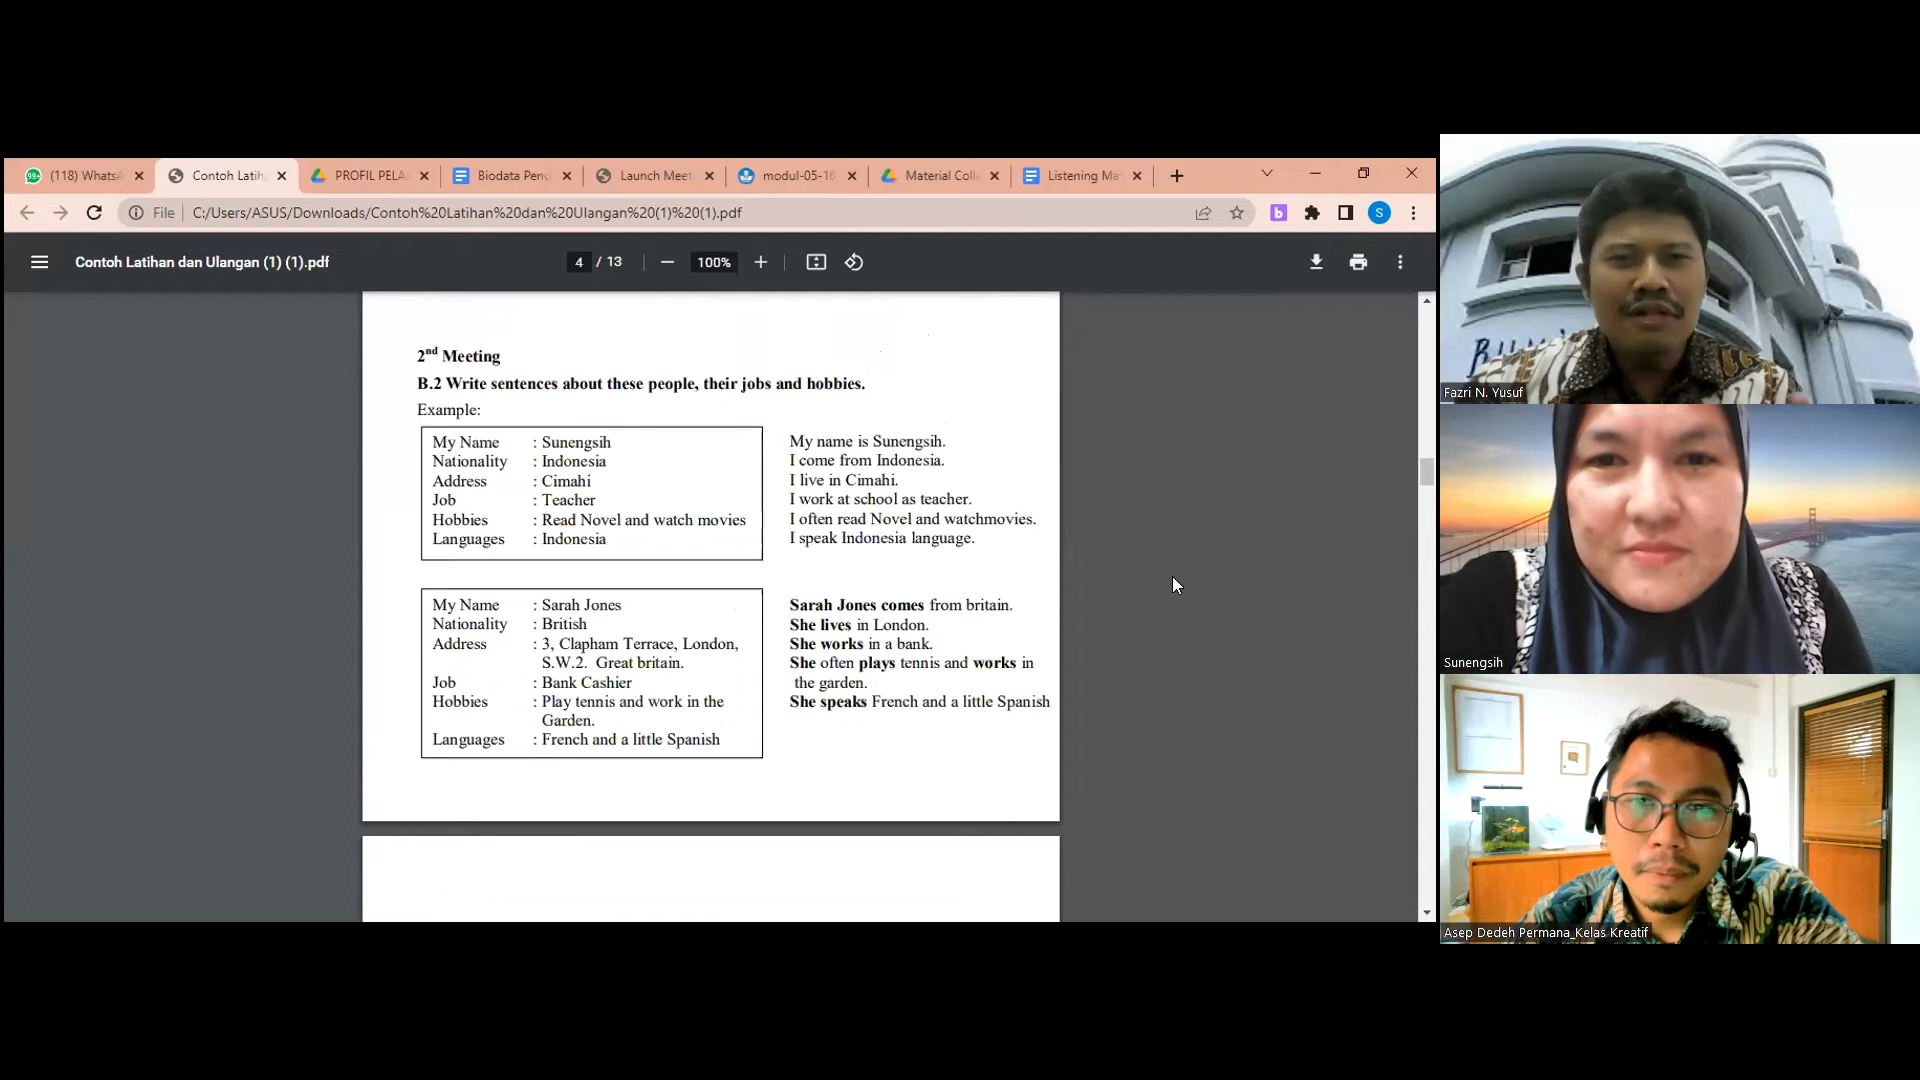 (118) WhatsA
Contoh Latih
PROFIL PELA
Biodata Penu
Launch Meet
modul-05-16
Material Colle
Listening Ma
File C:/Users/ASUS/Downloads/Contoh%20Latihan%20dan%20Ulangan%20(1)%20(1).pdf
b
S
Contoh Latihan dan Ulangan (1) (1).pdf
4 / 13
100%
2nd Meeting
B.2 Write sentences about these people, their jobs and hobbies.
Example:
My Name : Sunengsih
Nationality : Indonesia
Address : Cimahi
Job : Teacher
Hobbies : Read Novel and watch movies
Languages : Indonesia
My name is Sunengsih.
I come from Indonesia.
I live in Cimahi.
I work at school as teacher.
I often read Novel and watchmovies.
I speak Indonesia language.
My Name : Sarah Jones
Nationality : British
Address : 3, Clapham Terrace, London,
S.W.2. Great britain.
Job : Bank Cashier
Hobbies : Play tennis and work in the
Garden.
Languages : French and a little Spanish
Sarah Jones comes from britain.
She lives in London.
She works in a bank.
She often plays tennis and works in
the garden.
She speaks French and a little Spanish
Fazri N. Yusuf
Sunengsih
Asep Dedeh Permana_Kelas Kreatif